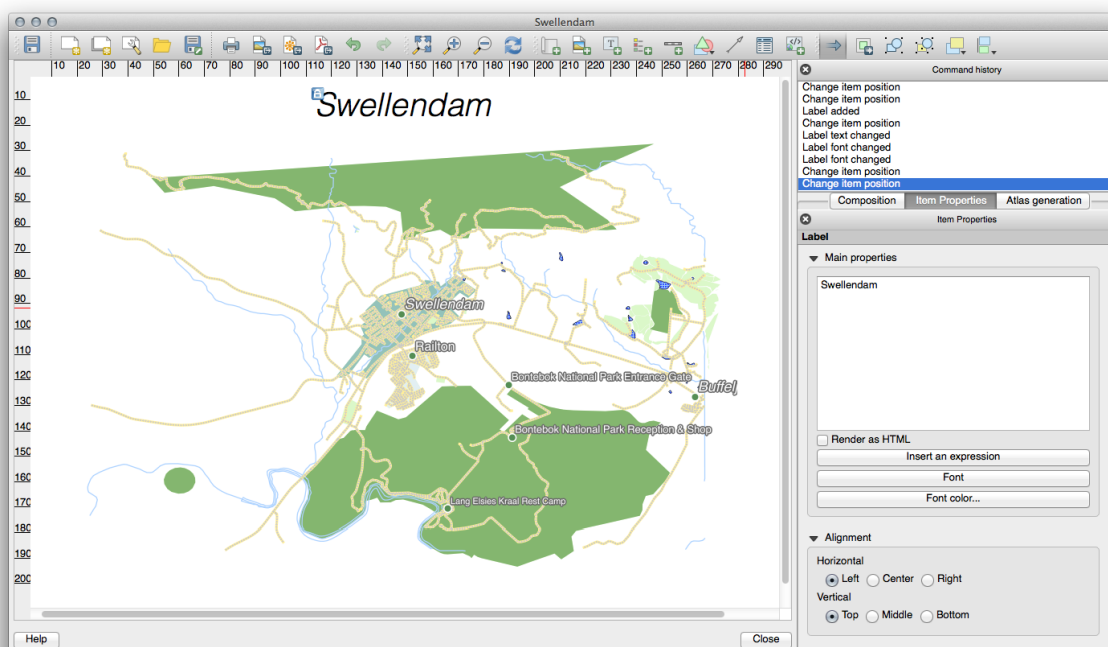 Swellendam
10 20 30 40 50 60 70 80 90 100 110 120 130 140 150 160 170 180 190 200 210 220 230 240 250 260 270 280 290
10
20
30
40
50
60
70
80
90
100
110
120
130
140
150
160
170
180
190
200
Swellendam
Swellendam
Railton
Bontebok National Park Entrance Gate
Buffelj
Bontebok National Park Reception & Shop
Lang Elsies Kraal Rest Camp
Help
Close
Command history
Change item position
Change item position
Label added
Change item position
Label text changed
Label font changed
Label font changed
Change item position
Change item position
Composition Item Properties Atlas generation
Item Properties
Label
Main properties
Swellendam
Render as HTML
Insert an expression
Font
Font color...
Alignment
Horizontal
Left Center Right
Vertical
Top Middle Bottom